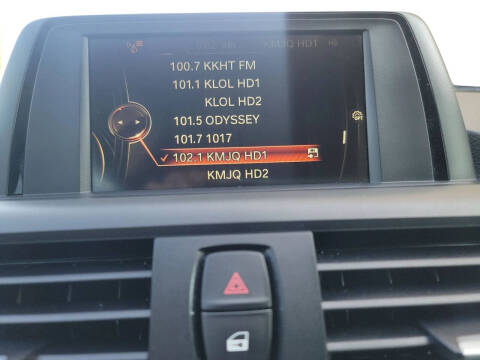 KMJQ HD1
100.7 KKHT FM
101.1 KLOL HD1
KLOL HD2
101.5 ODYSSEY
101.7 1017
102.1 KMJQ HD1
KMJQ HD2